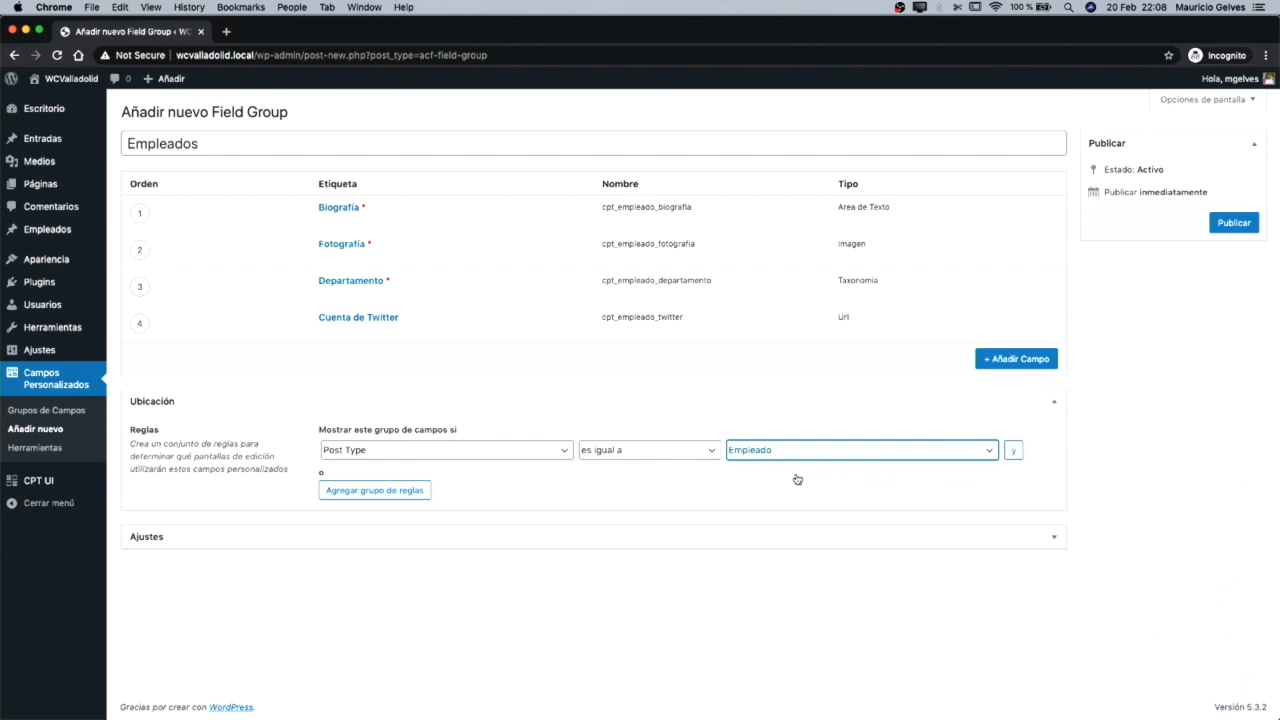 Chrome File Edit View History Bookmarks People Tab Window Help 100 % 20 Feb 22:08 Mauricio Gelves
Añadir nuevo Field Group ‹ WC
Not Secure wcvalladolid.local/wp-admin/post-new.php?post_type=acf-field-group Incognito
WCValladolid 0 + Añadir Hola, mgelves
Opciones de pantalla
Escritorio
Entradas
Medios
Páginas
Comentarios
Empleados
Apariencia
Plugins
Usuarios
Herramientas
Ajustes
Campos
Personalizados
Grupos de Campos
Añadir nuevo
Herramientas
CPT UI
Cerrar menú
Añadir nuevo Field Group
Empleados
Orden Etiqueta Nombre Tipo
1 Biografía * cpt_empleado_biografia Area de Texto
2 Fotografía * cpt_empleado_fotografia Imagen
3 Departamento * cpt_empleado_departamento Taxonomía
4 Cuenta de Twitter cpt_empleado_twitter Url
+ Añadir Campo
Ubicación
Reglas
Crea un conjunto de reglas para
determinar qué pantallas de edición
utilizarán estos campos personalizados
Mostrar este grupo de campos si
Post Type es igual a Empleado y
o
Agregar grupo de reglas
Ajustes
Publicar
Estado: Activo
Publicar inmediatamente
Publicar
Gracias por crear con WordPress.
Versión 5.3.2